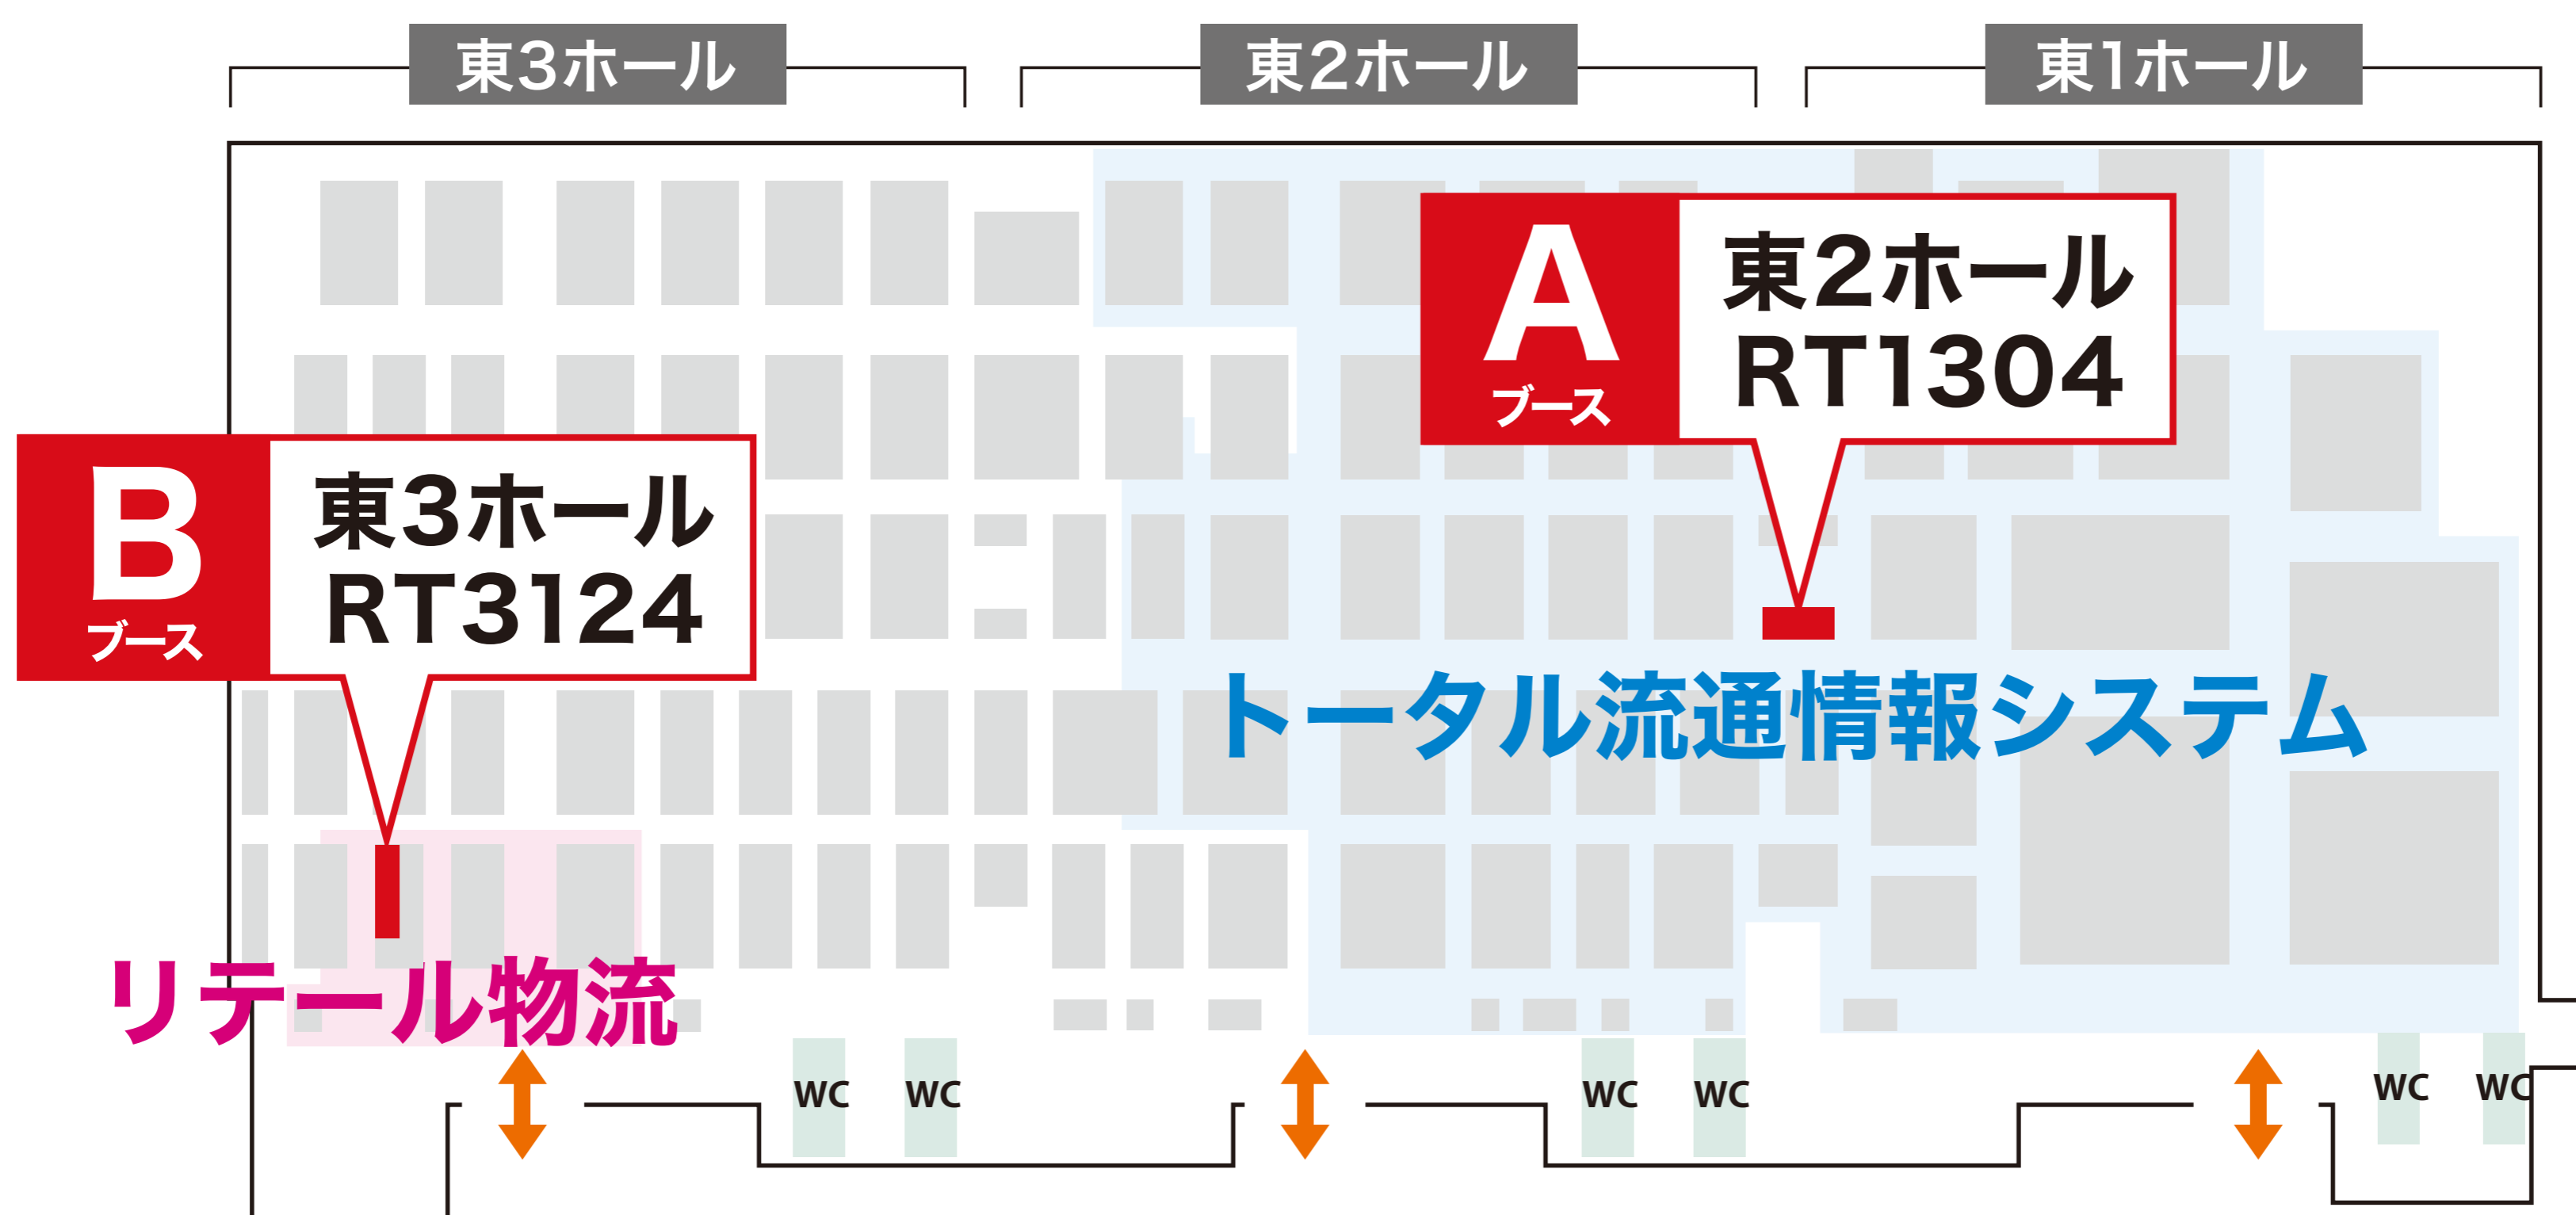 東3ホール
東2ホール
東1ホール
A
ブース
東2ホール
RT1304
B
ブース
東3ホール
RT3124
トータル流通情報システム
リテール物流
WC
WC
WC
WC
WC
WC